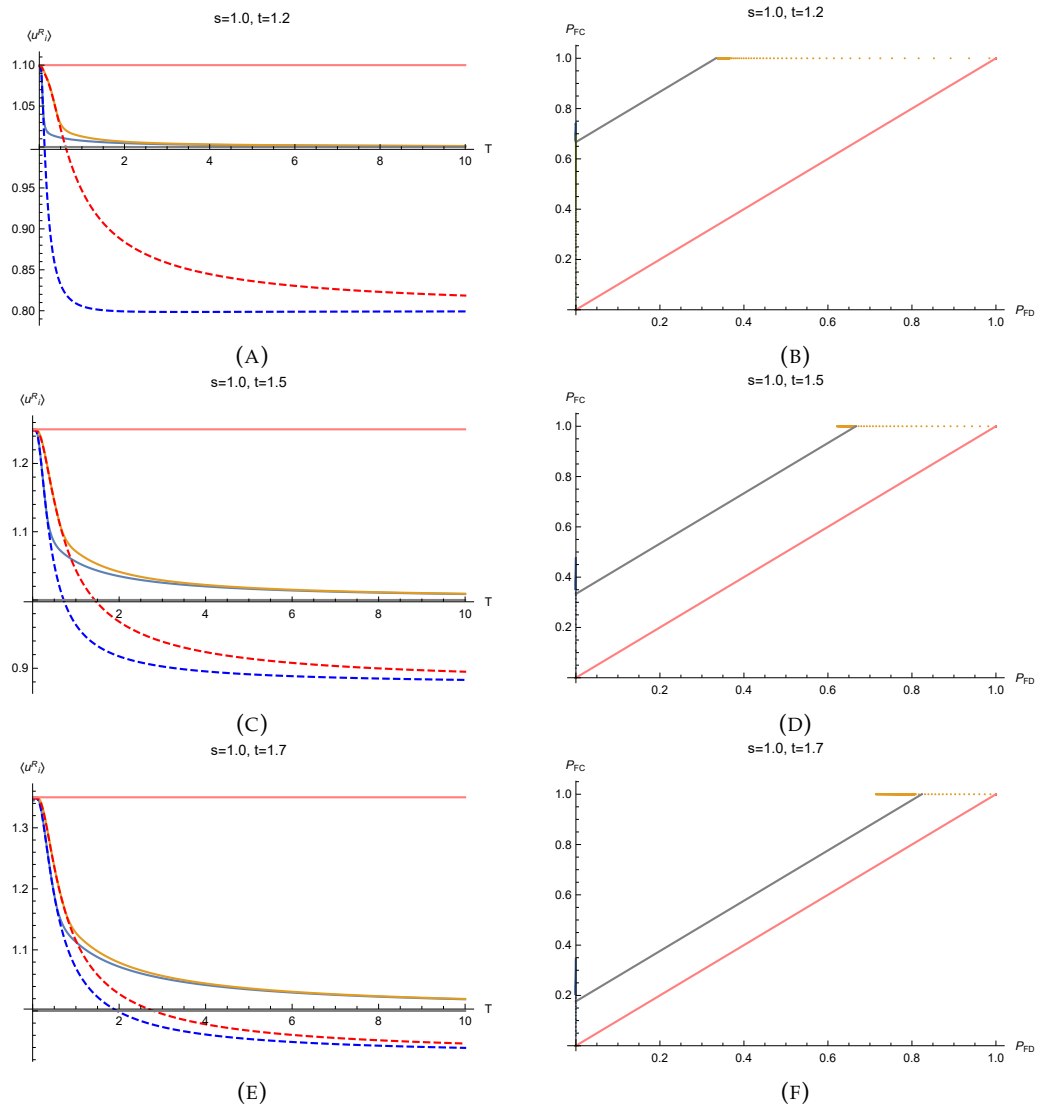 s=1.0, t=1.2
⟨u^R_i⟩
1.10
1.05
0.95
0.90
0.85
0.80
2 4 6 8 10
T
(A)
s=1.0, t=1.2
P_FC
1.0
0.8
0.6
0.4
0.2
0.2 0.4 0.6 0.8 1.0
P_FD
(B)
s=1.0, t=1.5
⟨u^R_i⟩
1.2
1.1
0.9
2 4 6 8 10
T
(C)
s=1.0, t=1.5
P_FC
1.0
0.8
0.6
0.4
0.2
0.2 0.4 0.6 0.8 1.0
P_FD
(D)
s=1.0, t=1.7
⟨u^R_i⟩
1.3
1.2
1.1
2 4 6 8 10
T
(E)
s=1.0, t=1.7
P_FC
1.0
0.8
0.6
0.4
0.2
0.2 0.4 0.6 0.8 1.0
P_FD
(F)